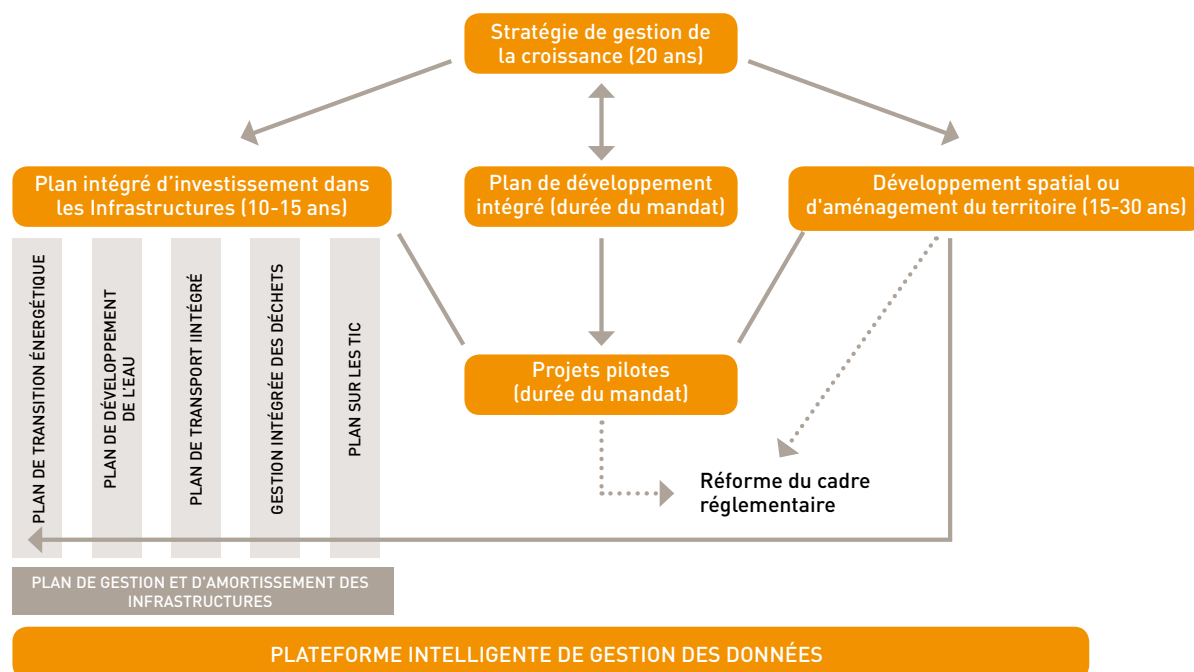 Stratégie de gestion de
la croissance (20 ans)
Plan intégré d'investissement dans
les Infrastructures (10-15 ans)
Plan de développement
intégré (durée du mandat)
Développement spatial ou
d'aménagement du territoire (15-30 ans)
PLAN DE TRANSITION ÉNERGÉTIQUE
PLAN DE DÉVELOPPEMENT
DE L'EAU
PLAN DE TRANSPORT INTÉGRÉ
GESTION INTÉGRÉE DES DÉCHETS
PLAN SUR LES TIC
Projets pilotes
(durée du mandat)
Réforme du cadre
réglementaire
PLAN DE GESTION ET D'AMORTISSEMENT DES
INFRASTRUCTURES
PLATEFORME INTELLIGENTE DE GESTION DES DONNÉES